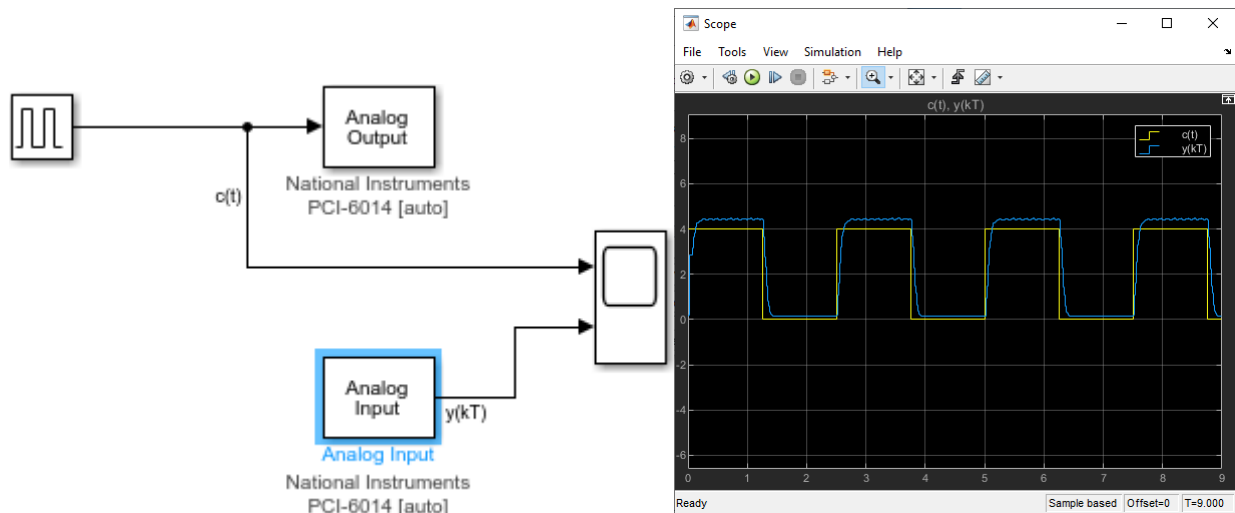 Analog
Output
National Instruments
PCI-6014 [auto]
c(t)
Analog
Input
y(kT)
Analog Input
National Instruments
PCI-6014 [auto]
Scope
File Tools View Simulation Help
c(t), y(kT)
c(t)
y(kT)
8
6
4
2
0
-2
-4
-6
0 1 2 3 4 5 6 7 8 9
Ready
Sample based Offset=0 T=9.000